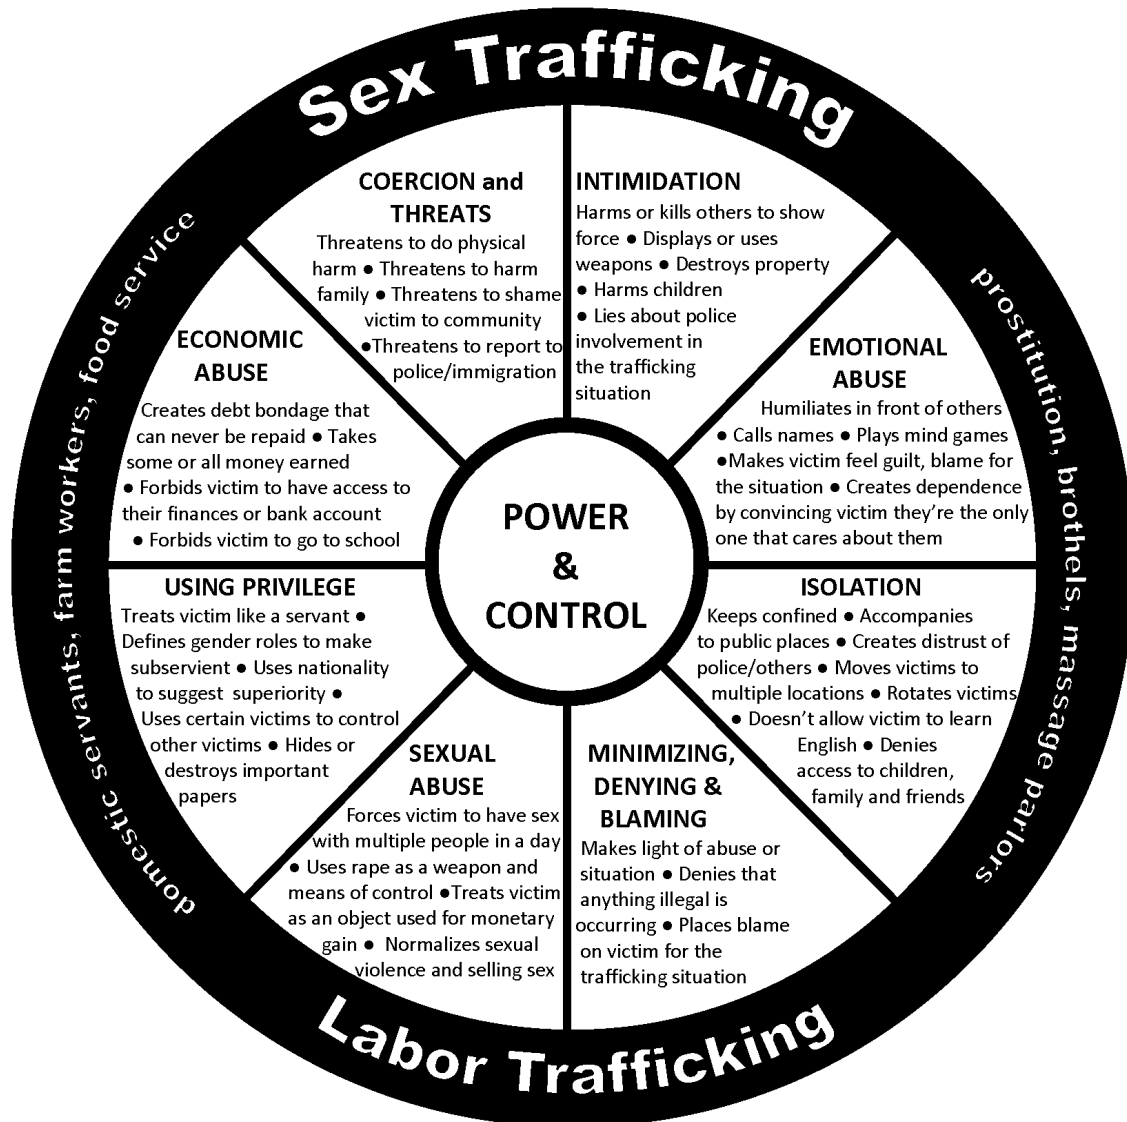 Sex Trafficking
COERCION and
THREATS
Threatens to do physical
harm ● Threatens to harm
family ● Threatens to shame
victim to community
●Threatens to report to
police/immigration
INTIMIDATION
Harms or kills others to show
force ● Displays or uses
weapons ● Destroys property
● Harms children
● Lies about police
involvement in
the trafficking
situation
EMOTIONAL
ABUSE
Humiliates in front of others
● Calls names ● Plays mind games
●Makes victim feel guilt, blame for
the situation ● Creates dependence
by convincing victim they're the only
one that cares about them
ISOLATION
Keeps confined ● Accompanies
to public places ● Creates distrust of
police/others ● Moves victims to
multiple locations ● Rotates victims
● Doesn't allow victim to learn
English ● Denies
access to children,
family and friends
MINIMIZING,
DENYING &
BLAMING
Makes light of abuse or
situation ● Denies that
anything illegal is
occurring ● Places blame
on victim for the
trafficking situation
SEXUAL
ABUSE
Forces victim to have sex
with multiple people in a day
● Uses rape as a weapon and
means of control ●Treats victim
as an object used for monetary
gain ● Normalizes sexual
violence and selling sex
USING PRIVILEGE
Treats victim like a servant ●
Defines gender roles to make
subservient ● Uses nationality
to suggest superiority ●
Uses certain victims to control
other victims ● Hides or
destroys important
papers
ECONOMIC
ABUSE
Creates debt bondage that
can never be repaid ● Takes
some or all money earned
● Forbids victim to have access to
their finances or bank account
● Forbids victim to go to school
POWER
&
CONTROL
prostitution, brothels, massage parlors
domestic servants, farm workers, food service
Labor Trafficking